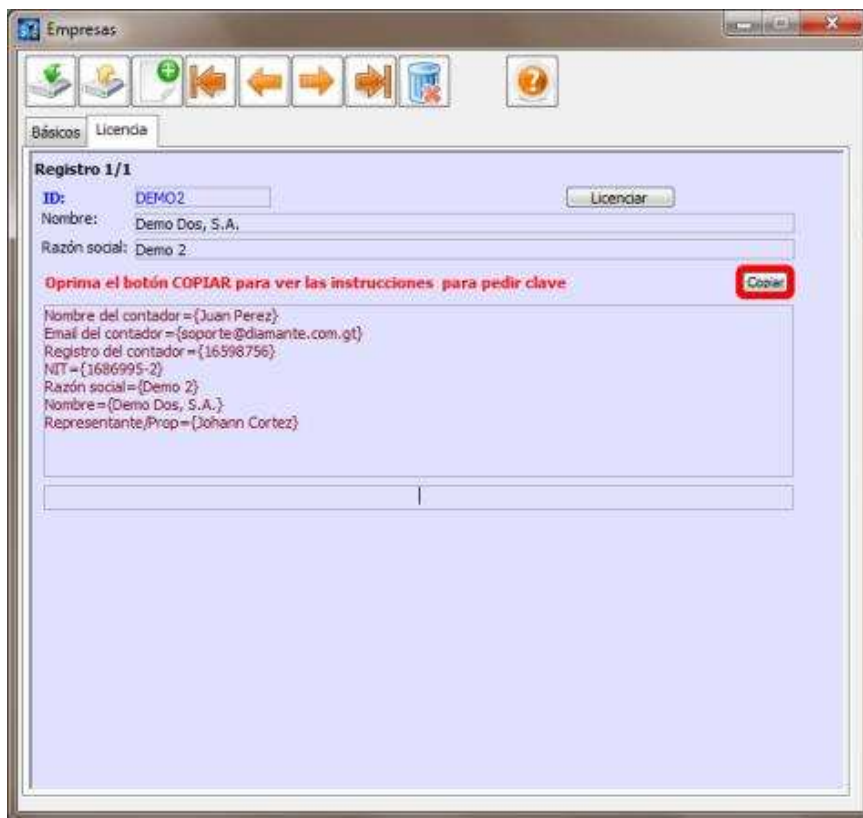 Empresas
Básicos Licencia
Registro 1/1
ID: DEMO2 Licenciar
Nombre: Demo Dos, S.A.
Razón social: Demo 2
Oprima el botón COPIAR para ver las instrucciones para pedir clave Copiar
Nombre del contador={Juan Perez}
Email del contador={soporte@diamante.com.gt}
Registro del contador={16598756}
NIT={1686995-2}
Razón social={Demo 2}
Nombre={Demo Dos, S.A.}
Representante/Prop={Johann Cortez}